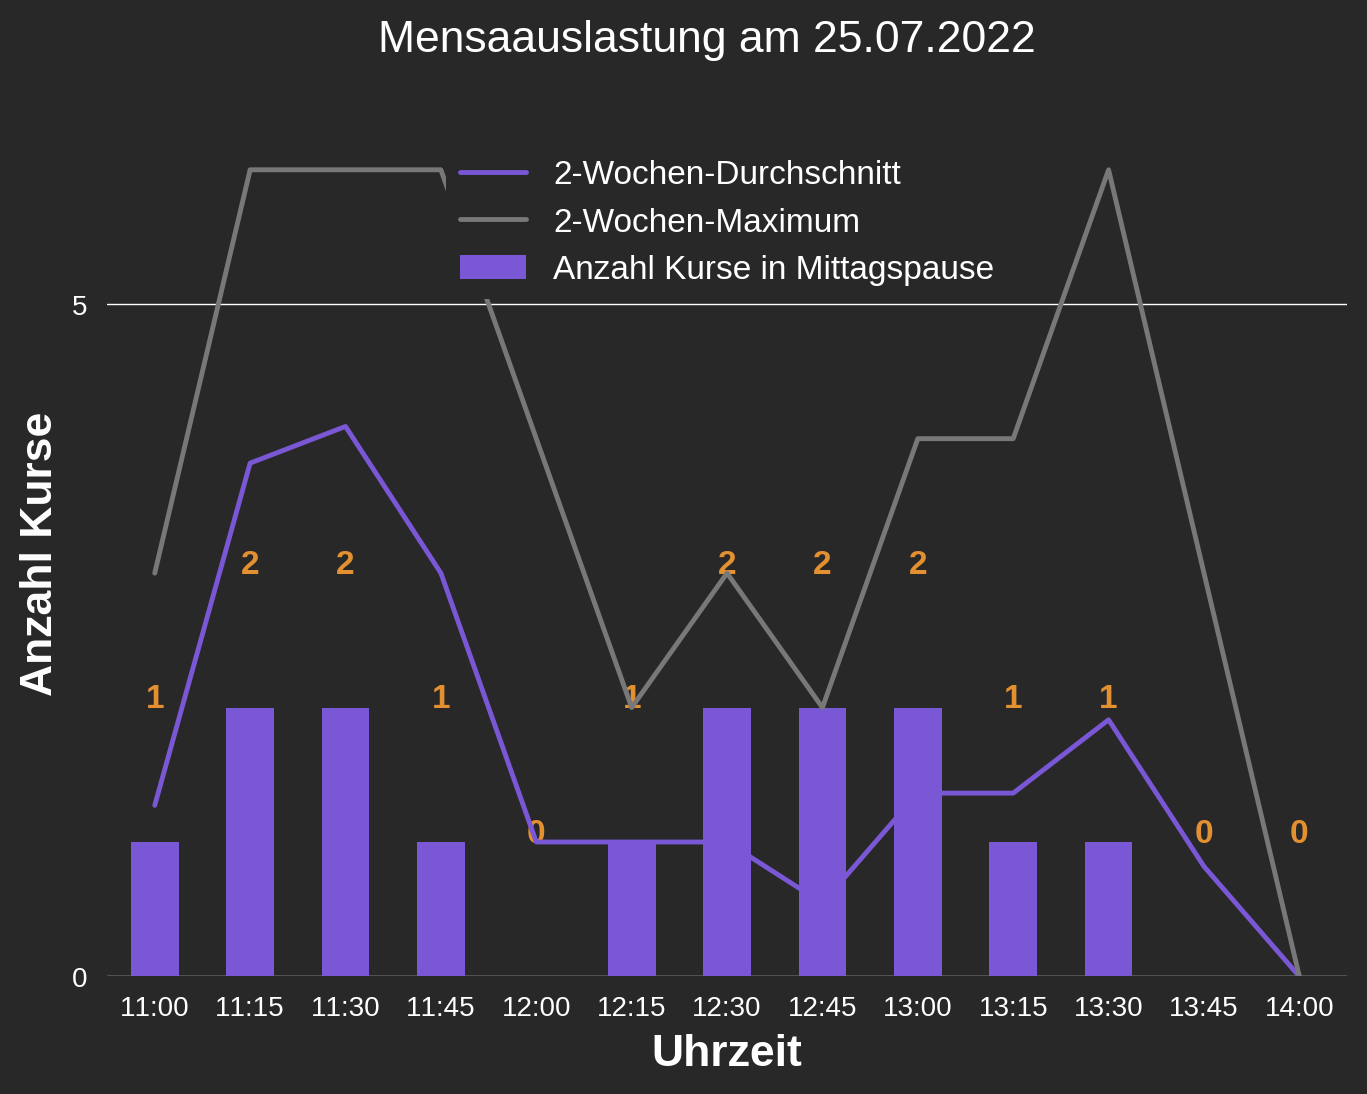 Mensaauslastung am 25.07.2022
2-Wochen-Durchschnitt
2-Wochen-Maximum
Anzahl Kurse in Mittagspause
5
Anzahl Kurse
2 2 2 2 2
1 1 1 1 1
0 0 0
0
11:00 11:15 11:30 11:45 12:00 12:15 12:30 12:45 13:00 13:15 13:30 13:45 14:00
Uhrzeit